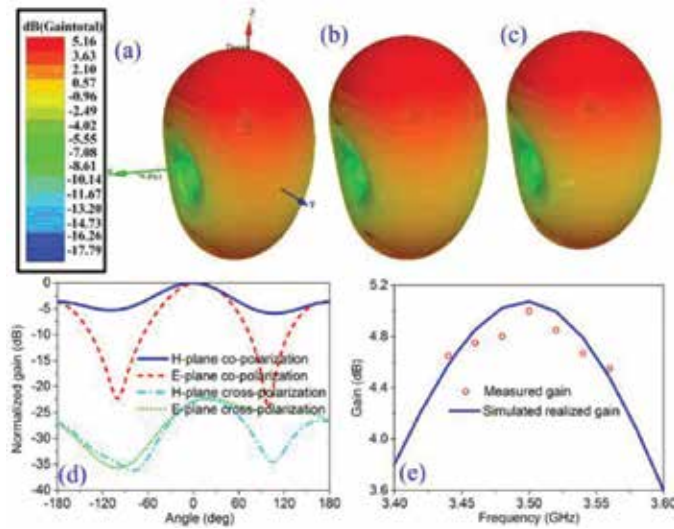 dB(Gaintotal)
5.16
3.63
2.10
0.57
-0.96
-2.49
-4.02
-5.55
-7.08
-8.61
-10.14
-11.67
-13.20
-14.73
-16.26
-17.79
(a)
(b)
(c)
Normalized gain (dB)
0
-5
-10
-15
-20
-25
-30
-35
-40
H-plane co-polarization
E-plane co-polarization
H-plane cross-polarization
E-plane cross-polarization
(d)
-180
-120
-60
0
60
120
180
Angle (deg)
Gain (dB)
5.2
4.8
4.4
4.0
3.6
Measured gain
Simulated realized gain
(e)
3.40
3.45
3.50
3.55
3.60
Frequency (GHz)